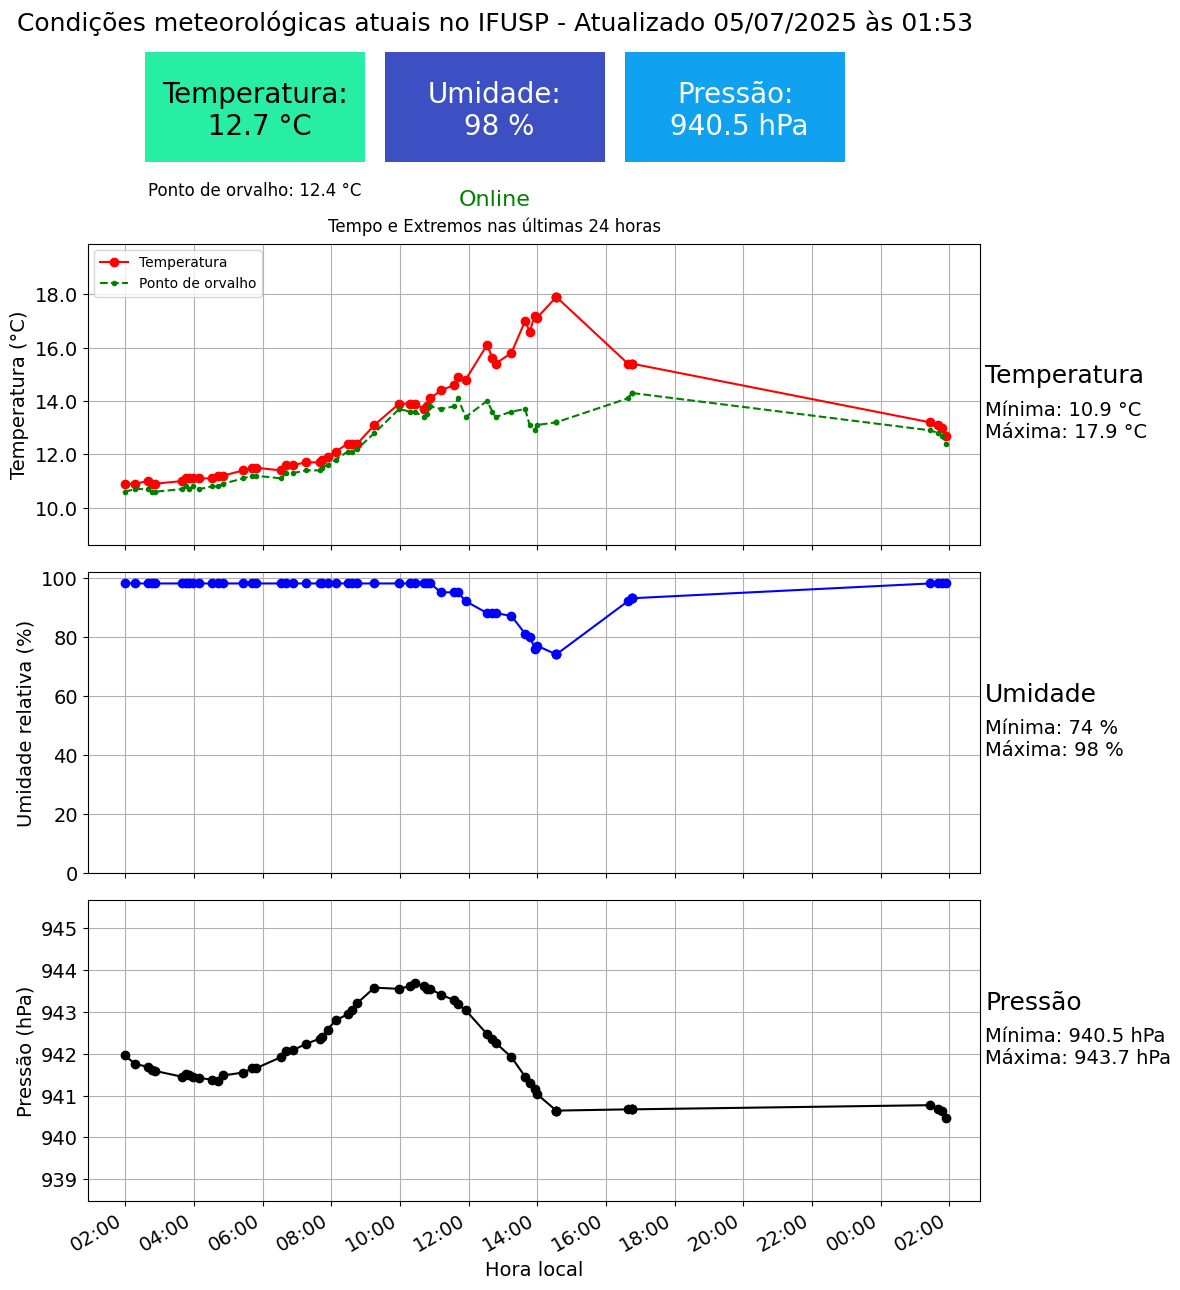 Condições meteorológicas atuais no IFUSP - Atualizado 05/07/2025 às 01:53
Temperatura:
12.7 °C
Umidade:
98 %
Pressão:
940.5 hPa
Ponto de orvalho: 12.4 °C
Online
Tempo e Extremos nas últimas 24 horas
Temperatura
Ponto de orvalho
Temperatura (°C)
18.0
16.0
14.0
12.0
10.0
Temperatura
Mínima: 10.9 °C
Máxima: 17.9 °C
Umidade relativa (%)
100
80
60
40
20
0
Umidade
Mínima: 74 %
Máxima: 98 %
Pressão (hPa)
945
944
943
942
941
940
939
Pressão
Mínima: 940.5 hPa
Máxima: 943.7 hPa
02:00 04:00 06:00 08:00 10:00 12:00 14:00 16:00 18:00 20:00 22:00 00:00 02:00
Hora local